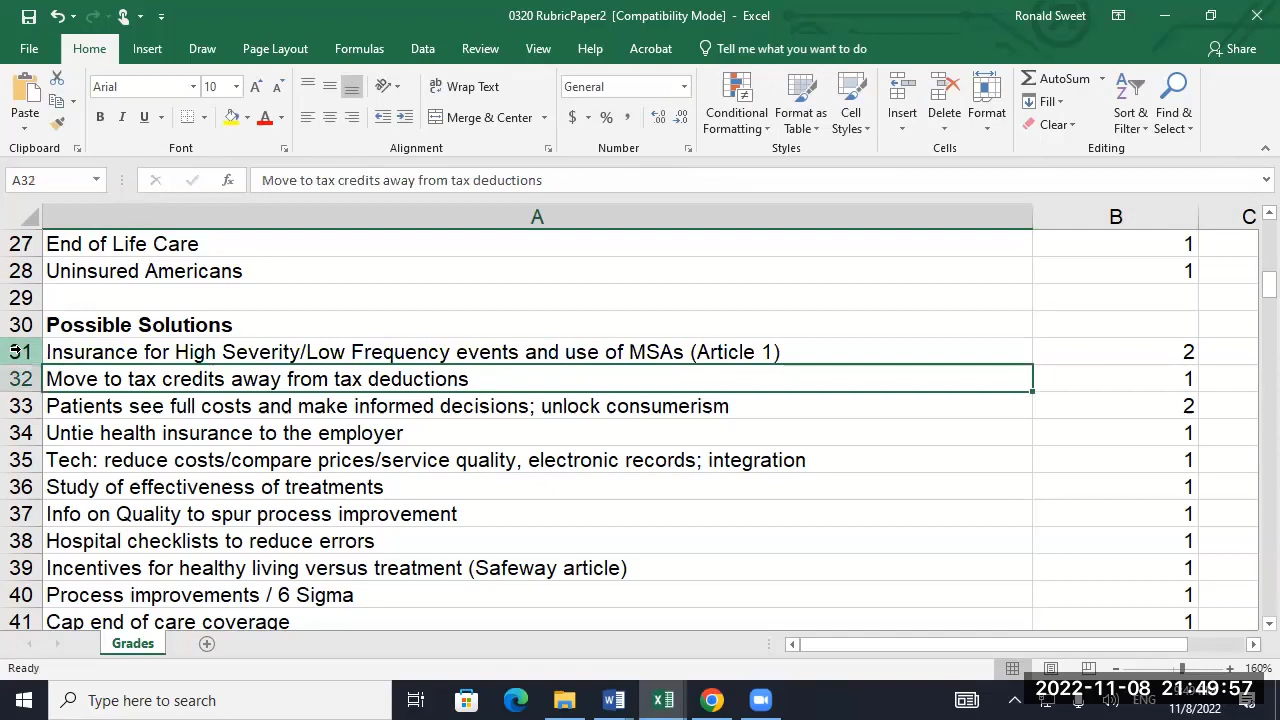 0320 RubricPaper2 [Compatibility Mode] - Excel
Ronald Sweet
File Home Insert Draw Page Layout Formulas Data Review View Help Acrobat Tell me what you want to do Share
Paste
Clipboard
Arial 10
A A
B I U A
Font
ab Wrap Text
Merge & Center
Alignment
General
$ % ,
Number
Conditional Formatting
Format as Table
Cell Styles
Styles
Insert Delete Format
Cells
AutoSum
Fill
Clear
Sort & Filter
Find & Select
Editing
A32 fx Move to tax credits away from tax deductions
A B C
27 End of Life Care 1
28 Uninsured Americans 1
29
30 Possible Solutions
31 Insurance for High Severity/Low Frequency events and use of MSAs (Article 1) 2
32 Move to tax credits away from tax deductions 1
33 Patients see full costs and make informed decisions; unlock consumerism 2
34 Untie health insurance to the employer 1
35 Tech: reduce costs/compare prices/service quality, electronic records; integration 1
36 Study of effectiveness of treatments 1
37 Info on Quality to spur process improvement 1
38 Hospital checklists to reduce errors 1
39 Incentives for healthy living versus treatment (Safeway article) 1
40 Process improvements / 6 Sigma 1
41 Cap end of care coverage 1
Grades
Ready
160%
Type here to search
2022-11-08 21:49:57
ENG
11/8/2022